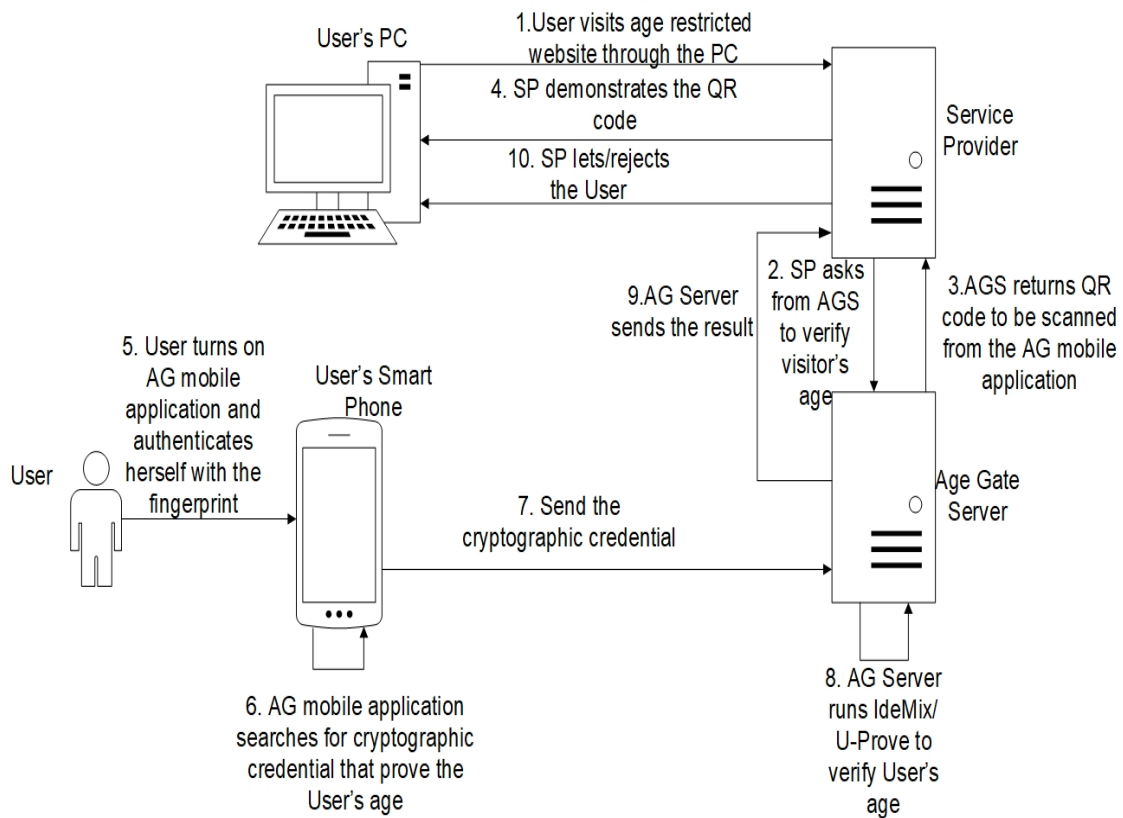 User's PC
1.User visits age restricted
website through the PC
4. SP demonstrates the QR
code
10. SP lets/rejects
the User
Service
Provider
9.AG Server
sends the result
2. SP asks
from AGS
to verify
visitor's
age
3.AGS returns QR
code to be scanned
from the AG mobile
application
5. User turns on
AG mobile
application and
authenticates
herself with the
fingerprint
User
User's Smart
Phone
7. Send the
cryptographic credential
Age Gate
Server
6. AG mobile application
searches for cryptographic
credential that prove the
User's age
8. AG Server
runs IdeMix/
U-Prove to
verify User's
age